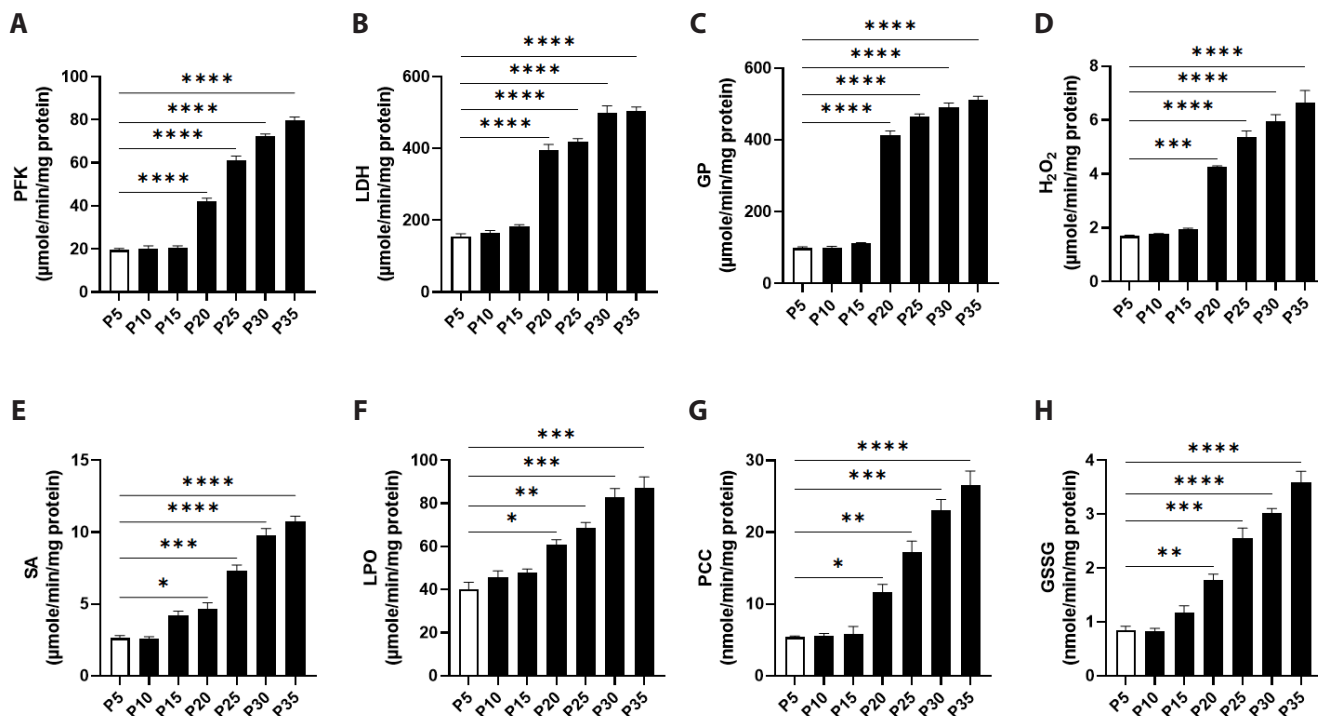 A
PFK
(µmole/min/mg protein)
100
80
60
40
20
0
****
****
****
****
P5 P10 P15 P20 P25 P30 P35
B
LDH
(µmole/min/mg protein)
600
400
200
0
****
****
****
****
P5 P10 P15 P20 P25 P30 P35
C
GP
(µmole/min/mg protein)
600
400
200
0
****
****
****
****
P5 P10 P15 P20 P25 P30 P35
D
H₂O₂
(µmole/min/mg protein)
8
6
4
2
0
****
****
****
***
P5 P10 P15 P20 P25 P30 P35
E
SA
(µmole/min/mg protein)
15
10
5
0
****
****
***
*
P5 P10 P15 P20 P25 P30 P35
F
LPO
(µmole/min/mg protein)
100
80
60
40
20
0
***
***
**
*
P5 P10 P15 P20 P25 P30 P35
G
PCC
(nmole/min/mg protein)
30
20
10
0
****
***
**
*
P5 P10 P15 P20 P25 P30 P35
H
GSSG
(nmole/min/mg protein)
4
3
2
1
0
****
****
***
**
P5 P10 P15 P20 P25 P30 P35